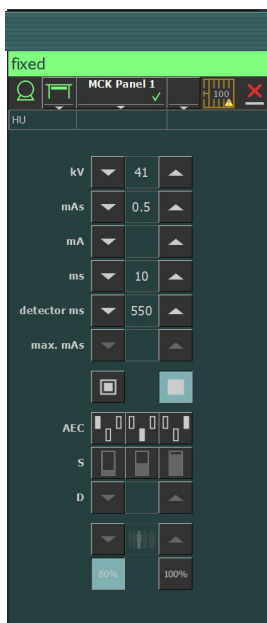 fixed
MCK Panel 1
100
HU
kV 41
mAs 0.5
mA
ms 10
detector ms 550
max. mAs
AEC
S
D
80% 100%